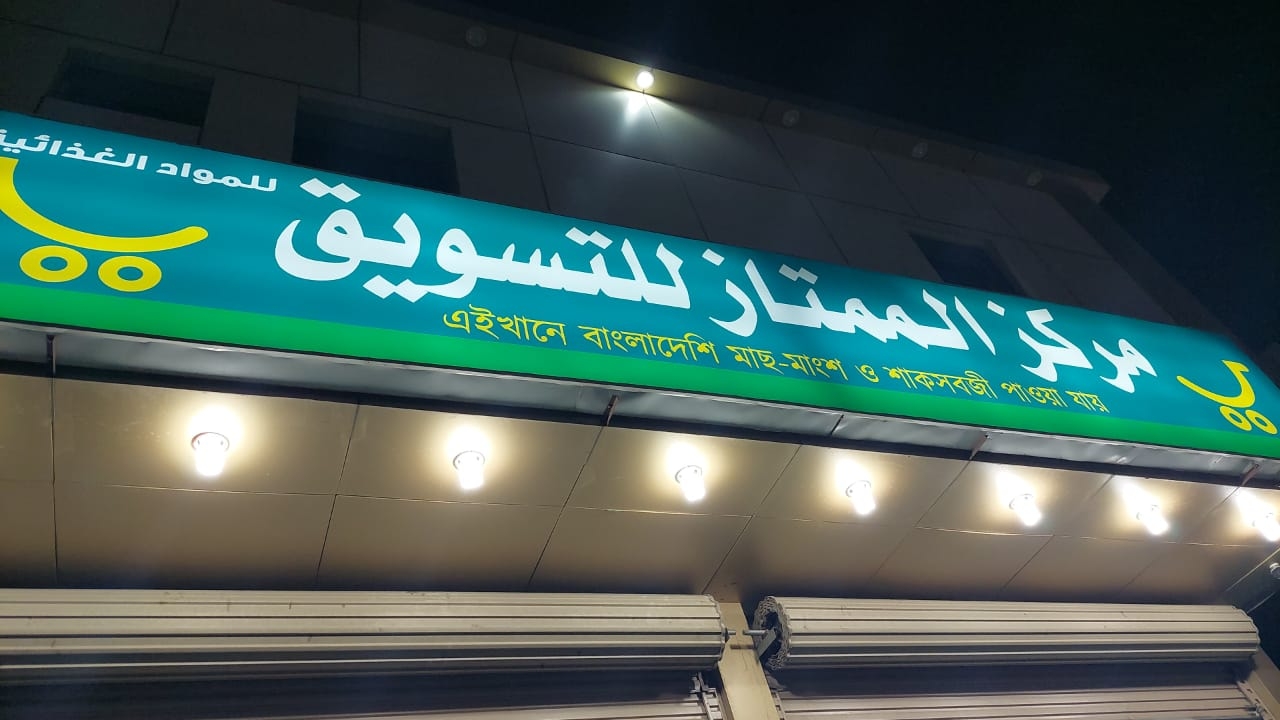 مركز الممتاز للتسويق
للمواد الغذائية
এইখানে বাংলাদেশি মাছ-মাংশ ও শাকসবজী পাওয়া যায়